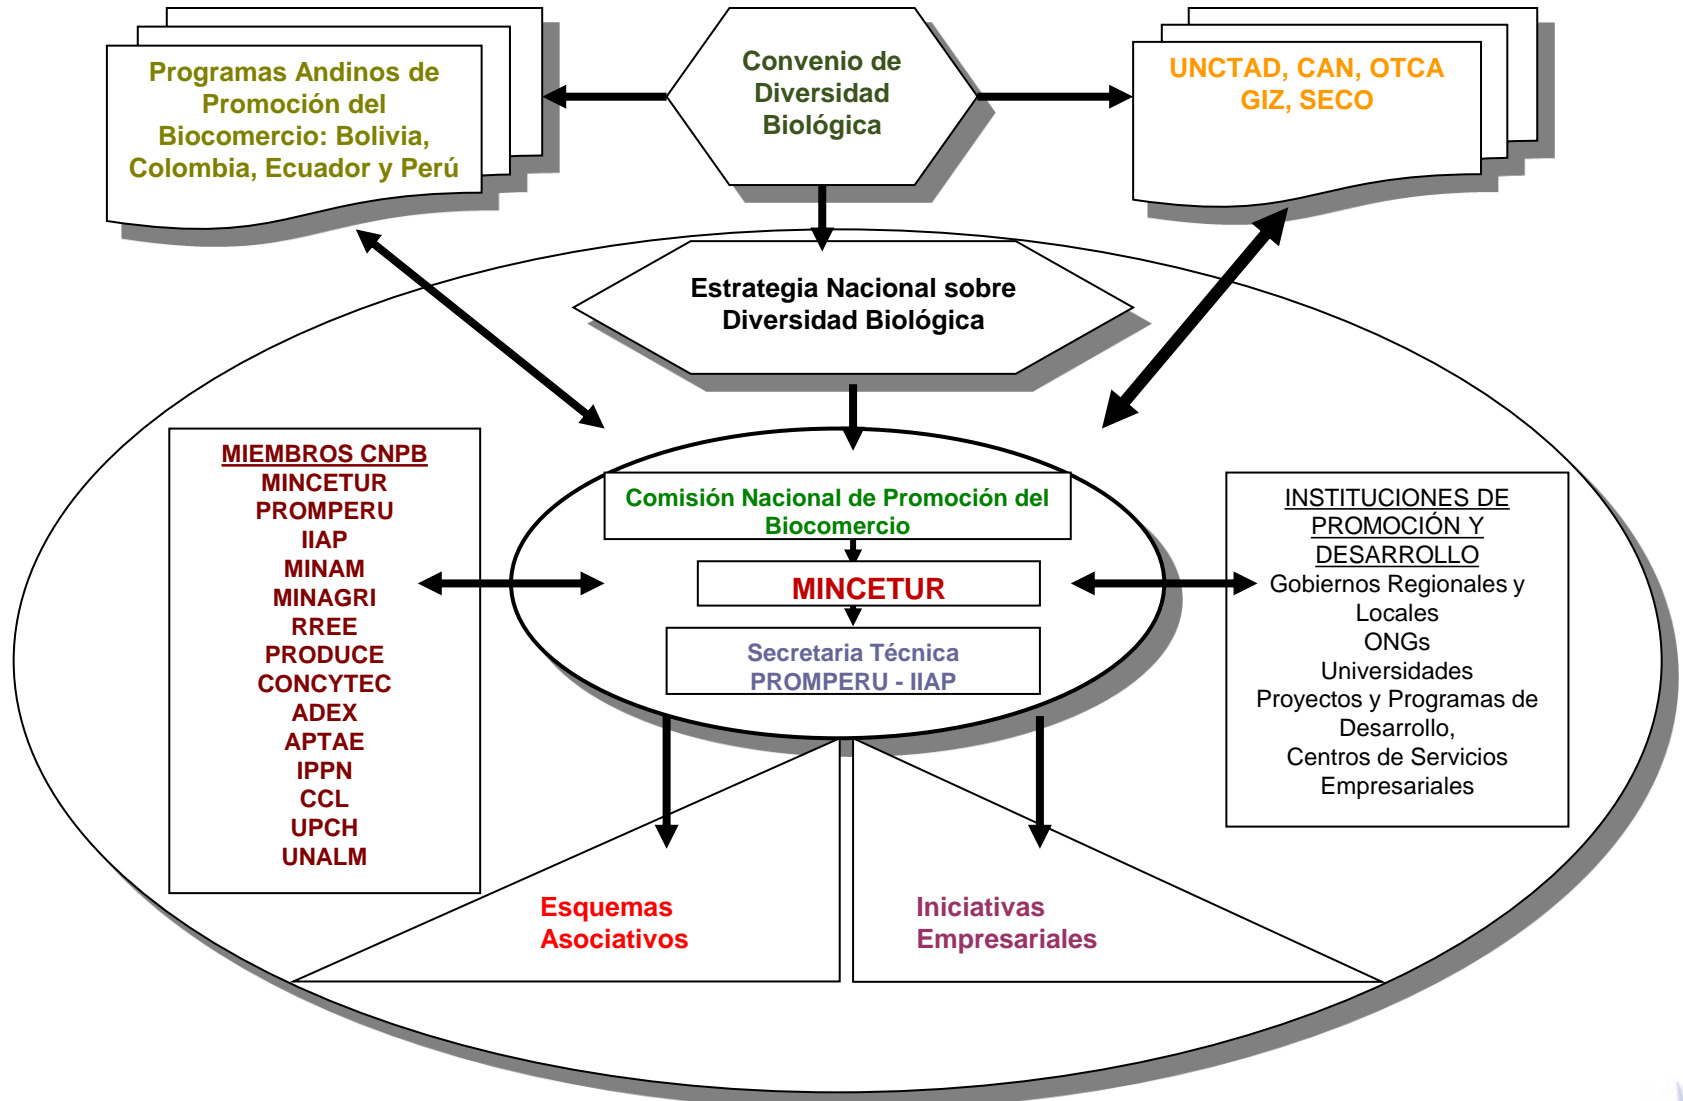 Programas Andinos de
Promoción del
Biocomercio: Bolivia,
Colombia, Ecuador y Perú
Convenio de
Diversidad
Biológica
UNCTAD, CAN, OTCA
GIZ, SECO
Estrategia Nacional sobre
Diversidad Biológica
MIEMBROS CNPB
MINCETUR
PROMPERU
IIAP
MINAM
MINAGRI
RREE
PRODUCE
CONCYTEC
ADEX
APTAE
IPPN
CCL
UPCH
UNALM
Comisión Nacional de Promoción del
Biocomercio
MINCETUR
Secretaria Técnica
PROMPERU - IIAP
INSTITUCIONES DE
PROMOCIÓN Y
DESARROLLO
Gobiernos Regionales y
Locales
ONGs
Universidades
Proyectos y Programas de
Desarrollo,
Centros de Servicios
Empresariales
Esquemas
Asociativos
Iniciativas
Empresariales